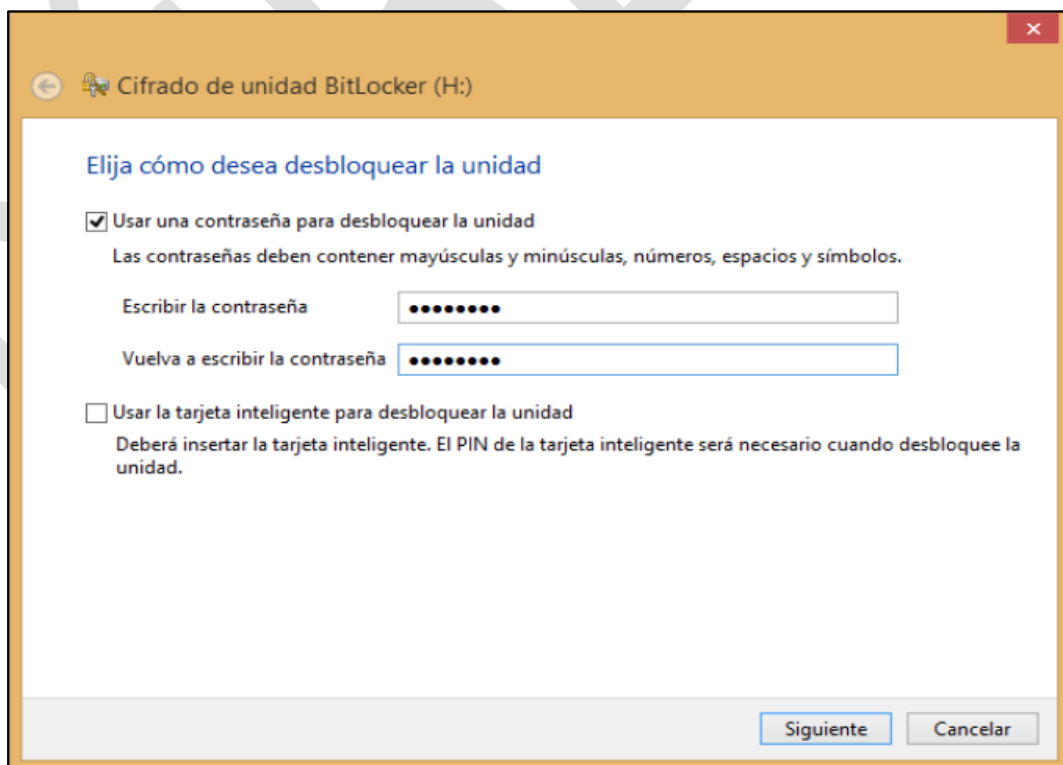 Cifrado de unidad BitLocker (H:)
Elija cómo desea desbloquear la unidad
Usar una contraseña para desbloquear la unidad
Las contraseñas deben contener mayúsculas y minúsculas, números, espacios y símbolos.
Escribir la contraseña ●●●●●●●●
Vuelva a escribir la contraseña ●●●●●●●●
Usar la tarjeta inteligente para desbloquear la unidad
Deberá insertar la tarjeta inteligente. El PIN de la tarjeta inteligente será necesario cuando desbloquee la
unidad.
Siguiente Cancelar